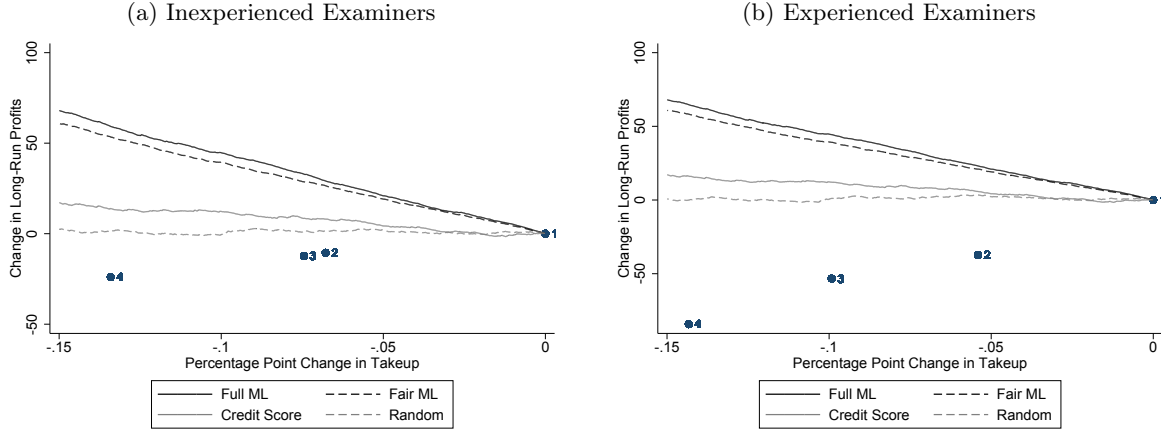 (a) Inexperienced Examiners
Change in Long-Run Profits
100
50
0
-50
1
2
3
4
-.15
-.1
-.05
0
Percentage Point Change in Takeup
Full ML
Fair ML
Credit Score
Random
(b) Experienced Examiners
Change in Long-Run Profits
100
50
0
-50
2
3
4
-.15
-.1
-.05
0
Percentage Point Change in Takeup
Full ML
Fair ML
Credit Score
Random